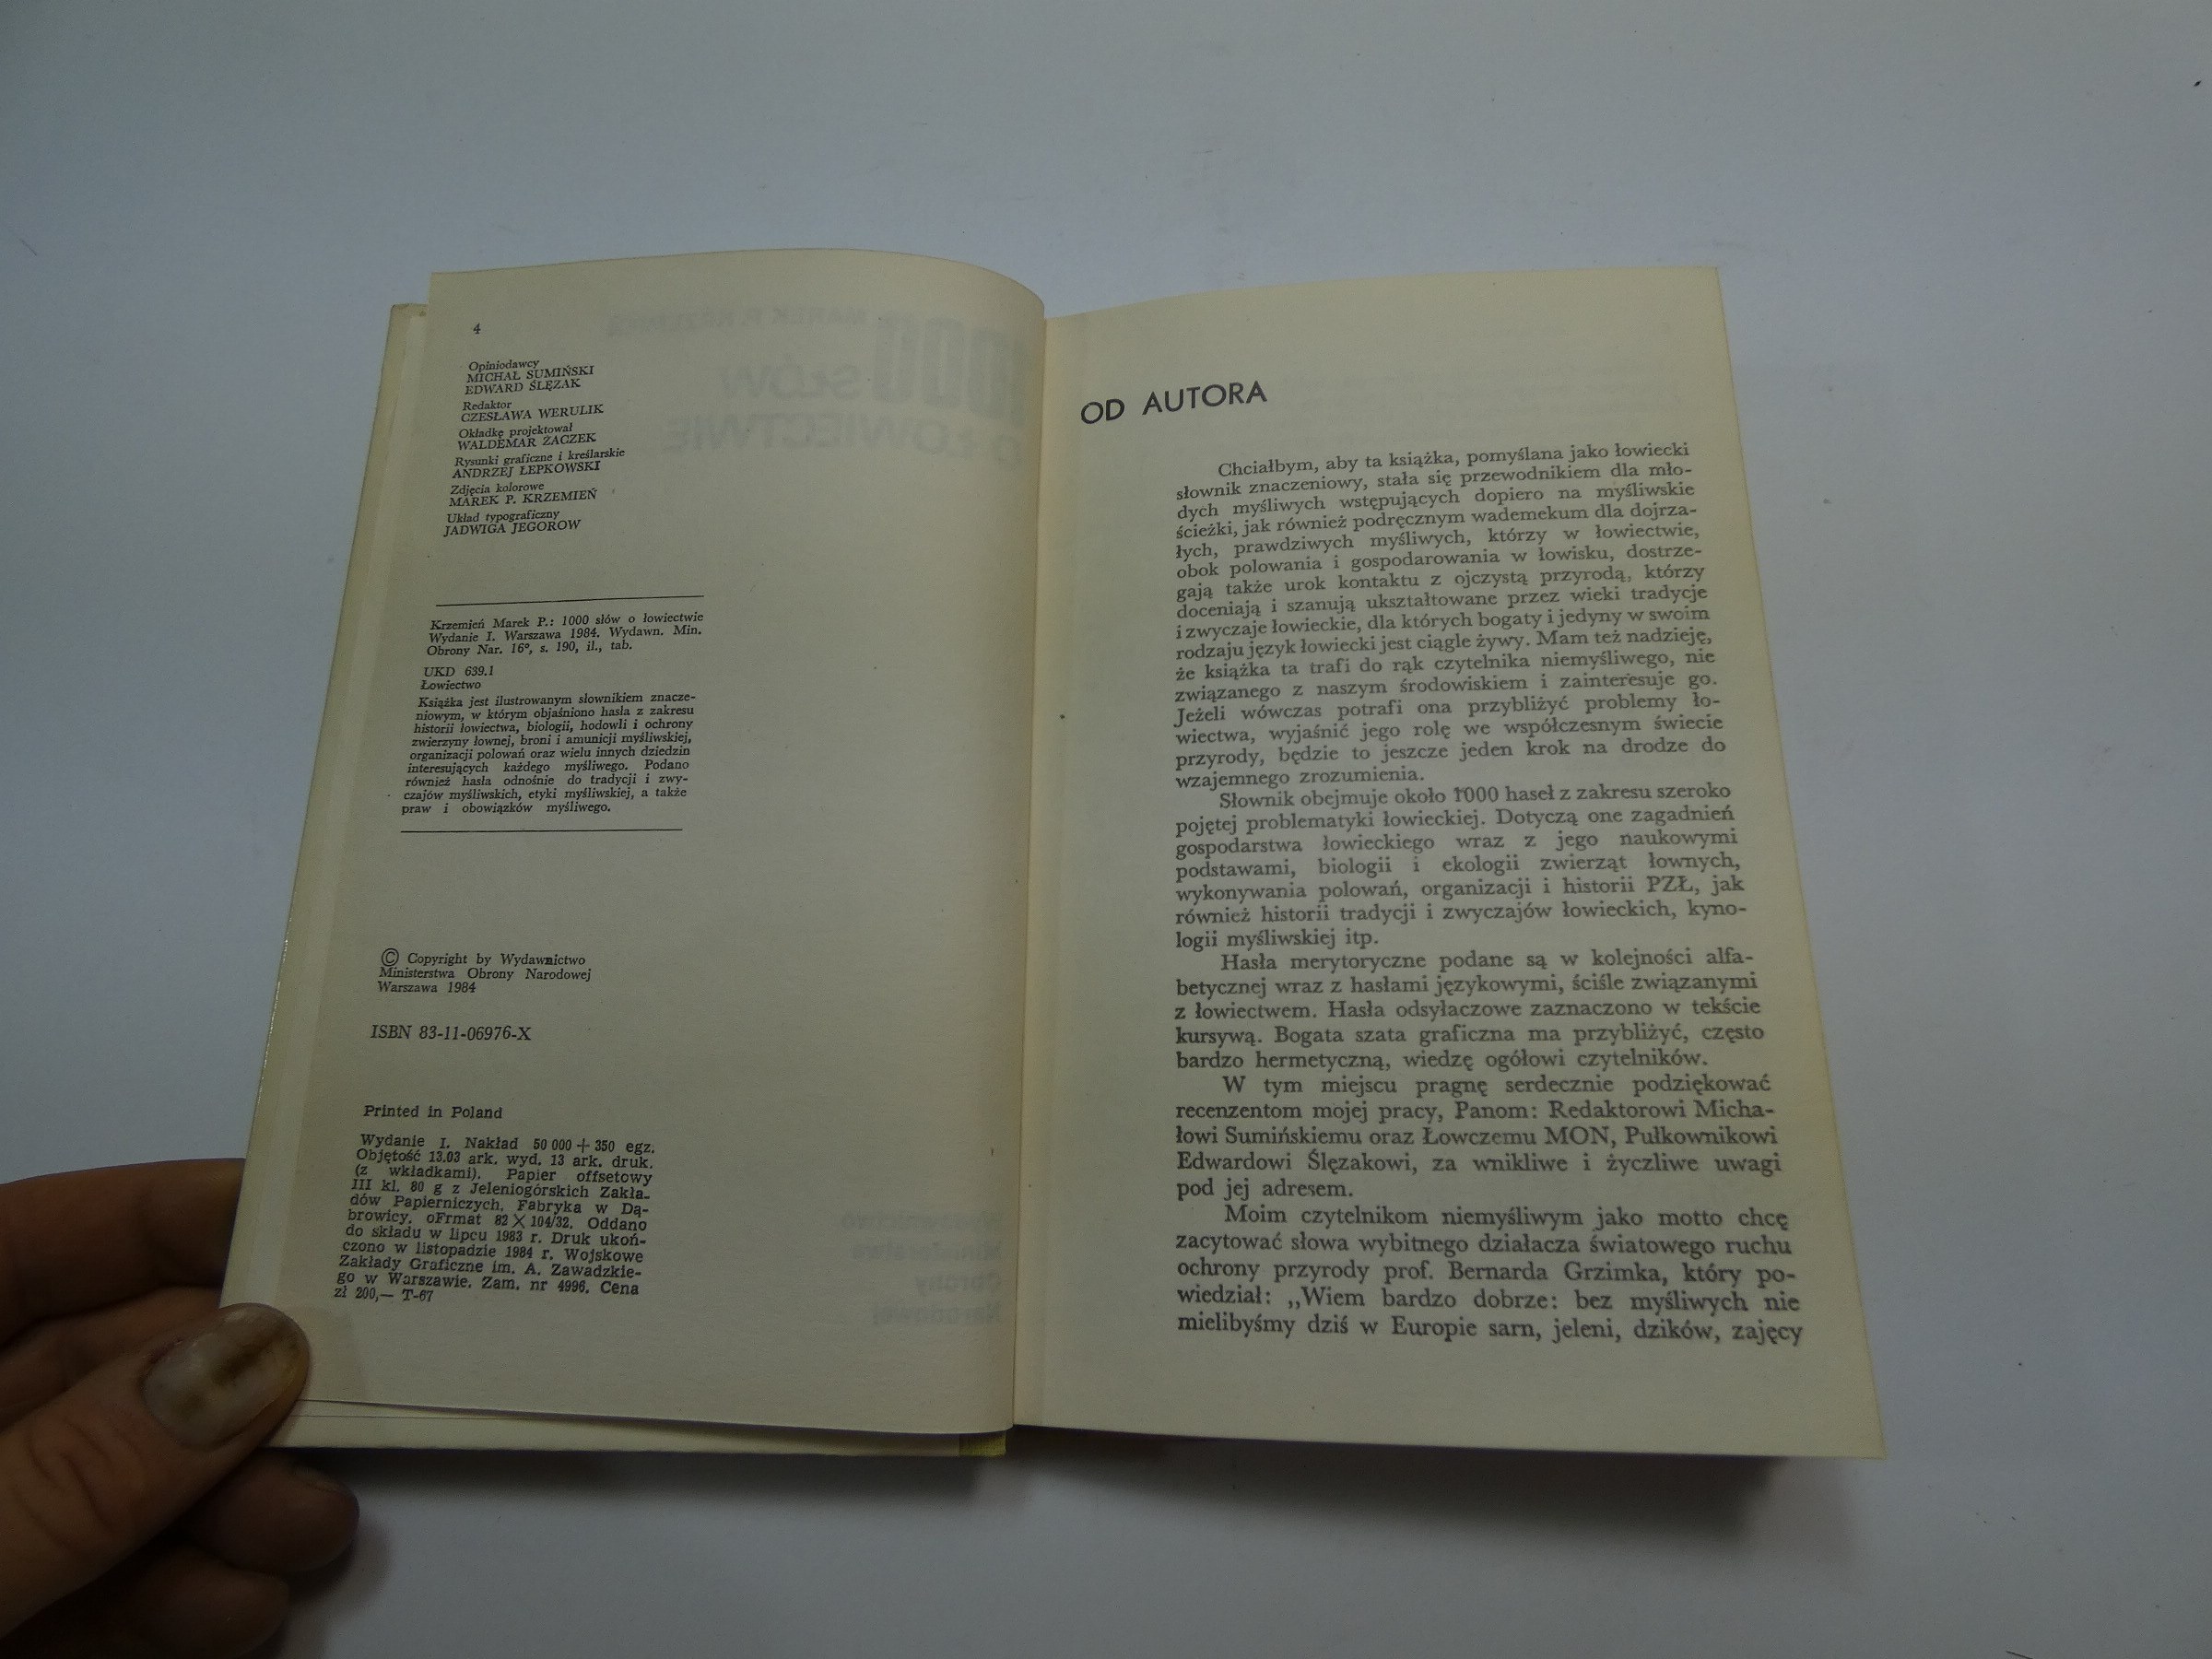 4
Opiniodawcy
MICHAŁ SUMIŃSKI
EDWARD ŚLĘZAK
Redaktor
CZESŁAWA WERULIK
Okładkę projektował
WALDEMAR ZACZEK
Rysunki graficzne i kreślarskie
ANDRZEJ ŁEPKOWSKI
Zdjęcia kolorowe
MAREK P. KRZEMIEŃ
Układ typograficzny
JADWIGA JEGOROW
Krzemień Marek P.: 1000 słów o łowiectwie
Wydanie I. Warszawa 1984. Wydawn. Min.
Obrony Nar. 16°, s. 190, il., tab.
UKD 639.1
Łowiectwo
Książka jest ilustrowanym słownikiem znacze-
niowym, w którym objaśniono hasła z zakresu
historii łowiectwa, biologii, hodowli i ochrony
zwierzyny łownej, broni i amunicji myśliwskiej,
organizacji polowań oraz wielu innych dziedzin
interesujących każdego myśliwego. Podano
również hasła odnośnie do tradycji i zwy-
czajów myśliwskich, etyki myśliwskiej, a także
praw i obowiązków myśliwego.
© Copyright by Wydawnictwo
Ministerstwa Obrony Narodowej
Warszawa 1984
ISBN 83-11-06976-X
Printed in Poland
Wydanie I. Nakład 50 000 + 350 egz.
Objętość 13.03 ark. wyd. 13 ark. druk.
(z wkładkami). Papier offsetowy
III kl. 80 g z Jeleniogórskich Zakła-
dów Papierniczych, Fabryka w Dą-
browicy. oFrmat 82 X 104/32. Oddano
do składu w lipcu 1983 r. Druk ukoń-
czono w listopadzie 1984 r. Wojskowe
Zakłady Graficzne im. A. Zawadzkie-
go w Warszawie. Zam. nr 4996. Cena
zł 200,— T-67
OD AUTORA
Chciałbym, aby ta książka, pomyślana jako łowiecki
słownik znaczeniowy, stała się przewodnikiem dla mło-
dych myśliwych wstępujących dopiero na myśliwskie
ścieżki, jak również podręcznym wademekum dla dojrza-
łych, prawdziwych myśliwych, którzy w łowiectwie,
obok polowania i gospodarowania w łowisku, dostrze-
gają także urok kontaktu z ojczystą przyrodą, którzy
doceniają i szanują ukształtowane przez wieki tradycje
i zwyczaje łowieckie, dla których bogaty i jedyny w swoim
rodzaju język łowiecki jest ciągle żywy. Mam też nadzieję,
że książka ta trafi do rąk czytelnika niemyśliwego, nie
związanego z naszym środowiskiem i zainteresuje go.
Jeżeli wówczas potrafi ona przybliżyć problemy ło-
wiectwa, wyjaśnić jego rolę we współczesnym świecie
przyrody, będzie to jeszcze jeden krok na drodze do
wzajemnego zrozumienia.
Słownik obejmuje około 1000 haseł z zakresu szeroko
pojętej problematyki łowieckiej. Dotyczą one zagadnień
gospodarstwa łowieckiego wraz z jego naukowymi
podstawami, biologii i ekologii zwierząt łownych,
wykonywania polowań, organizacji i historii PZŁ, jak
również historii tradycji i zwyczajów łowieckich, kyno-
logii myśliwskiej itp.
Hasła merytoryczne podane są w kolejności alfa-
betycznej wraz z hasłami językowymi, ściśle związanymi
z łowiectwem. Hasła odsyłaczowe zaznaczono w tekście
kursywą. Bogata szata graficzna ma przybliżyć, często
bardzo hermetyczną, wiedzę ogółowi czytelników.
W tym miejscu pragnę serdecznie podziękować
recenzentom mojej pracy, Panom: Redaktorowi Micha-
łowi Sumińskiemu oraz Łowczemu MON, Pułkownikowi
Edwardowi Ślęzakowi, za wnikliwe i życzliwe uwagi
pod jej adresem.
Moim czytelnikom niemyśliwym jako motto chcę
zacytować słowa wybitnego działacza światowego ruchu
ochrony przyrody prof. Bernarda Grzimka, który po-
wiedział: „Wiem bardzo dobrze: bez myśliwych nie
mielibyśmy dziś w Europie sarn, jeleni, dzików, zajęcy